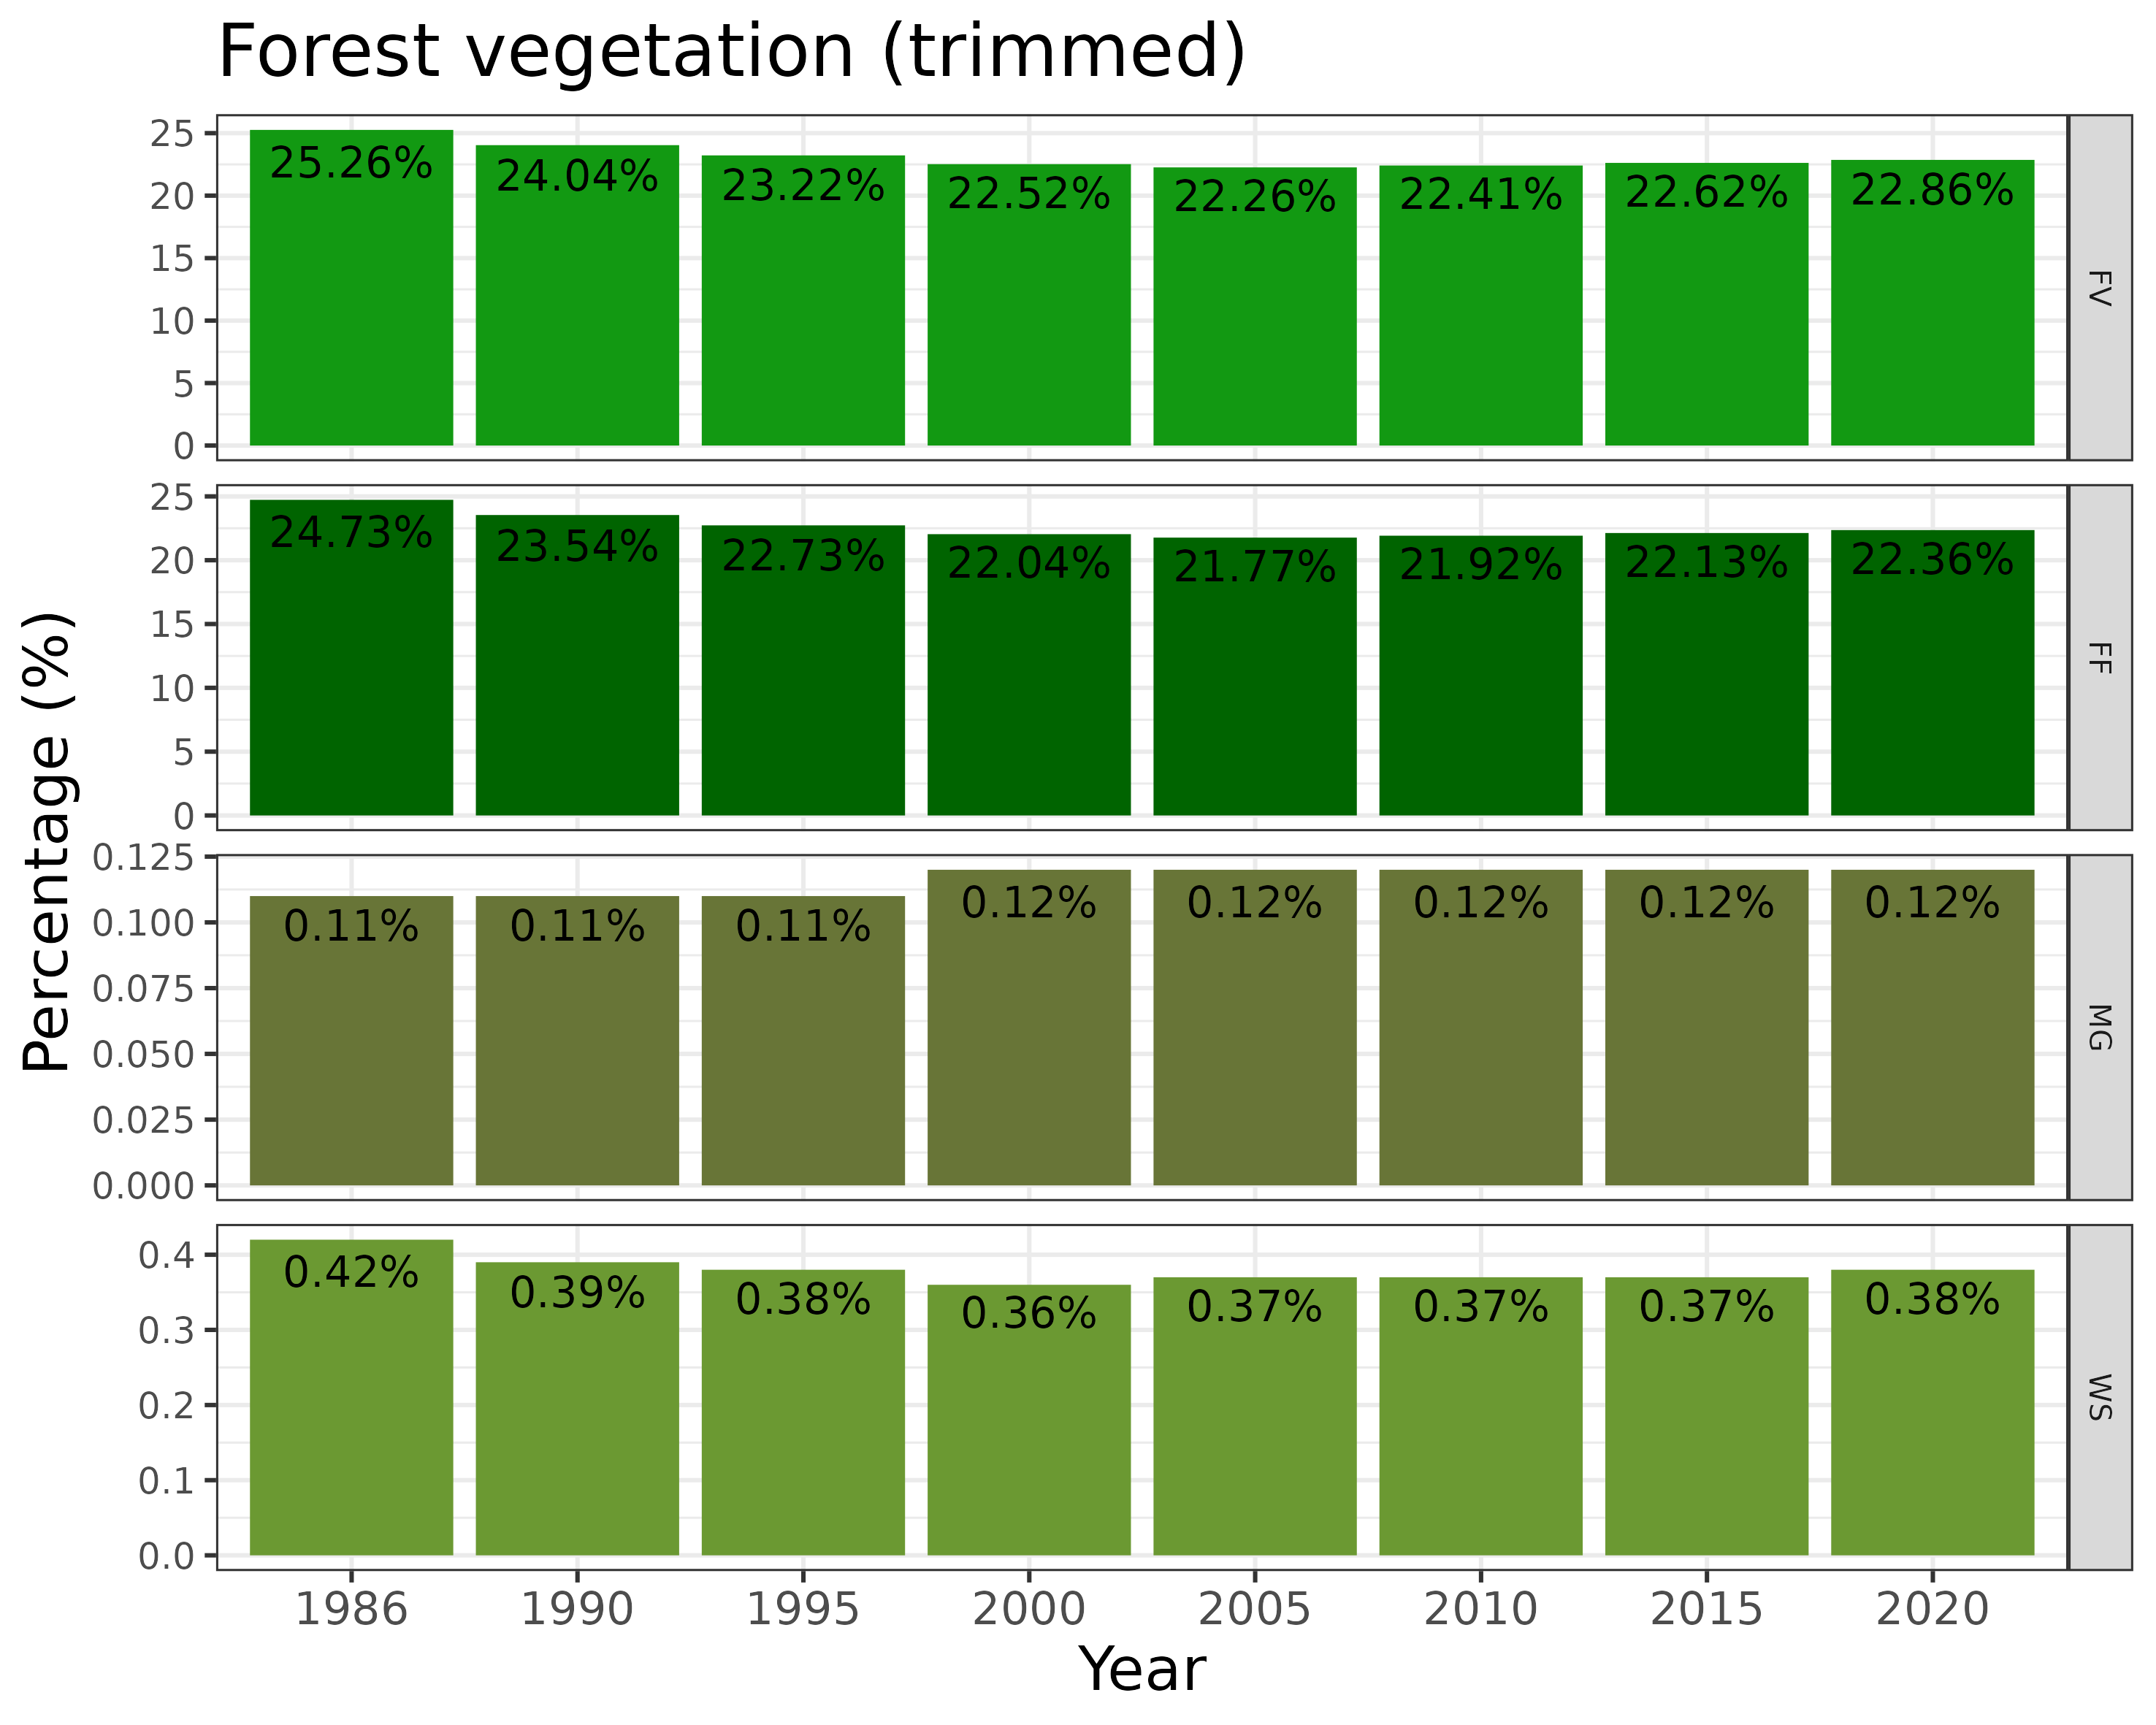 Forest vegetation (trimmed)
Percentage (%)
25
20
15
10
5
0
25.26% 24.04% 23.22% 22.52% 22.26% 22.41% 22.62% 22.86%
FV
25
20
15
10
5
0
24.73% 23.54% 22.73% 22.04% 21.77% 21.92% 22.13% 22.36%
FF
0.125
0.100
0.075
0.050
0.025
0.000
0.11% 0.11% 0.11% 0.12% 0.12% 0.12% 0.12% 0.12%
MG
0.4
0.3
0.2
0.1
0.0
0.42% 0.39% 0.38% 0.36% 0.37% 0.37% 0.37% 0.38%
WS
1986 1990 1995 2000 2005 2010 2015 2020
Year